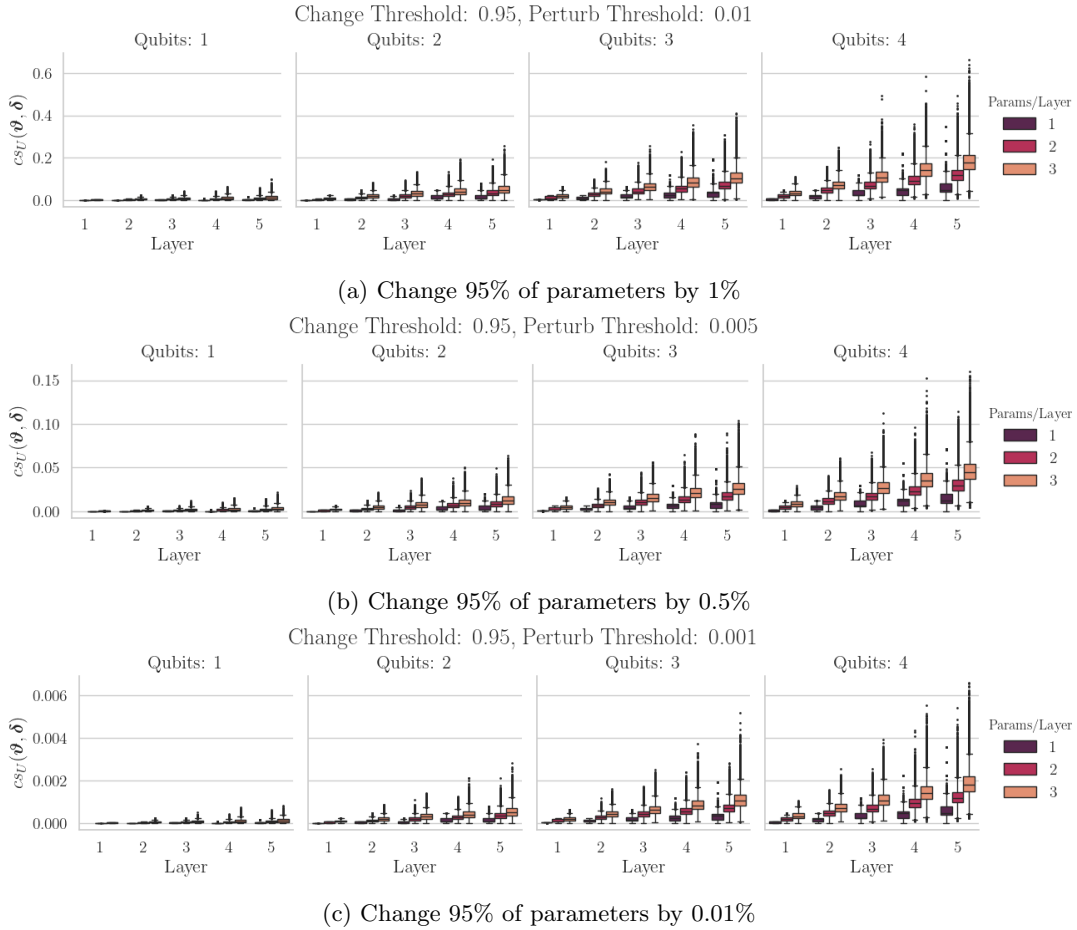 Change Threshold: 0.95, Perturb Threshold: 0.01
Qubits: 1 Qubits: 2 Qubits: 3 Qubits: 4
0.6
0.4
0.2
0.0
cs_U(ϑ, δ)
Params/Layer
1
2
3
1 2 3 4 5 1 2 3 4 5 1 2 3 4 5 1 2 3 4 5
Layer Layer Layer Layer
(a) Change 95% of parameters by 1%
Change Threshold: 0.95, Perturb Threshold: 0.005
Qubits: 1 Qubits: 2 Qubits: 3 Qubits: 4
0.15
0.10
0.05
0.00
cs_U(ϑ, δ)
Params/Layer
1
2
3
1 2 3 4 5 1 2 3 4 5 1 2 3 4 5 1 2 3 4 5
Layer Layer Layer Layer
(b) Change 95% of parameters by 0.5%
Change Threshold: 0.95, Perturb Threshold: 0.001
Qubits: 1 Qubits: 2 Qubits: 3 Qubits: 4
0.006
0.004
0.002
0.000
cs_U(ϑ, δ)
Params/Layer
1
2
3
1 2 3 4 5 1 2 3 4 5 1 2 3 4 5 1 2 3 4 5
Layer Layer Layer Layer
(c) Change 95% of parameters by 0.01%